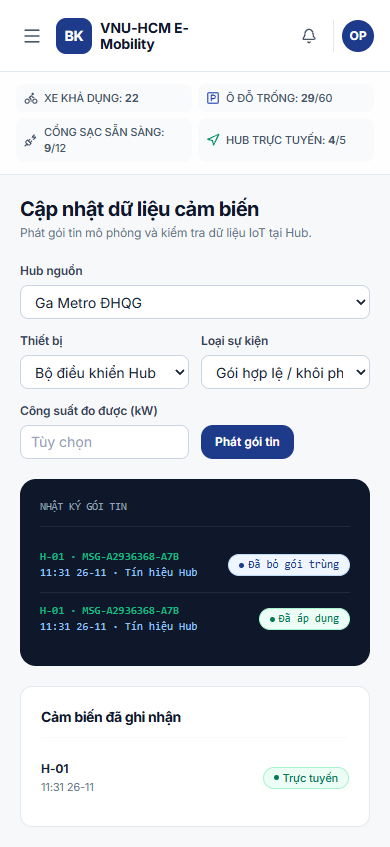 BK
VNU-HCM E-
Mobility
OP
XE KHẢ DỤNG: 22
Ô ĐỖ TRỐNG: 29/60
CỔNG SẠC SẴN SÀNG:
9/12
HUB TRỰC TUYẾN: 4/5
Cập nhật dữ liệu cảm biến
Phát gói tin mô phỏng và kiểm tra dữ liệu IoT tại Hub.
Hub nguồn
Ga Metro ĐHQG
Thiết bị
Loại sự kiện
Bộ điều khiển Hub
Gói hợp lệ / khôi ph
Công suất đo được (kW)
Tùy chọn
Phát gói tin
NHẬT KÝ GÓI TIN
H-01 · MSG-A2936368-A7B
11:31 26-11 · Tín hiệu Hub
Đã bỏ gói trùng
H-01 · MSG-A2936368-A7B
11:31 26-11 · Tín hiệu Hub
Đã áp dụng
Cảm biến đã ghi nhận
H-01
11:31 26-11
Trực tuyến